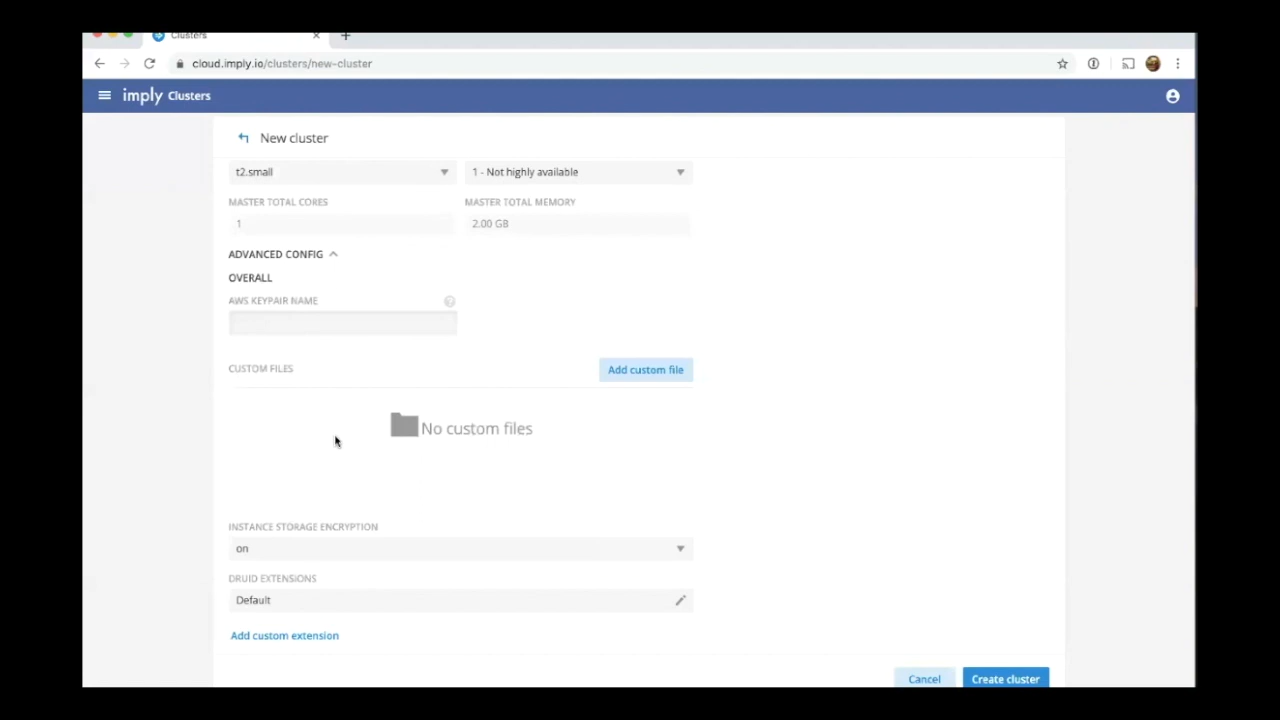 Clusters
cloud.imply.io/clusters/new-cluster
imply Clusters
New cluster
t2.small 1 - Not highly available
MASTER TOTAL CORES MASTER TOTAL MEMORY
1 2.00 GB
ADVANCED CONFIG
OVERALL
AWS KEYPAIR NAME
CUSTOM FILES Add custom file
No custom files
INSTANCE STORAGE ENCRYPTION
on
DRUID EXTENSIONS
Default
Add custom extension
Cancel Create cluster